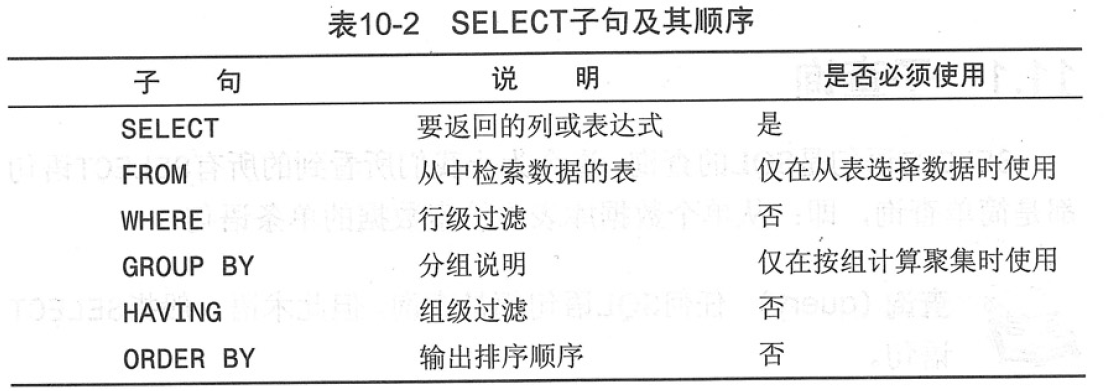 表10-2 SELECT子句及其顺序
子 句 说 明 是否必须使用
SELECT 要返回的列或表达式 是
FROM 从中检索数据的表 仅在从表选择数据时使用
WHERE 行级过滤 否
GROUP BY 分组说明 仅在按组计算聚集时使用
HAVING 组级过滤 否
ORDER BY 输出排序顺序 否